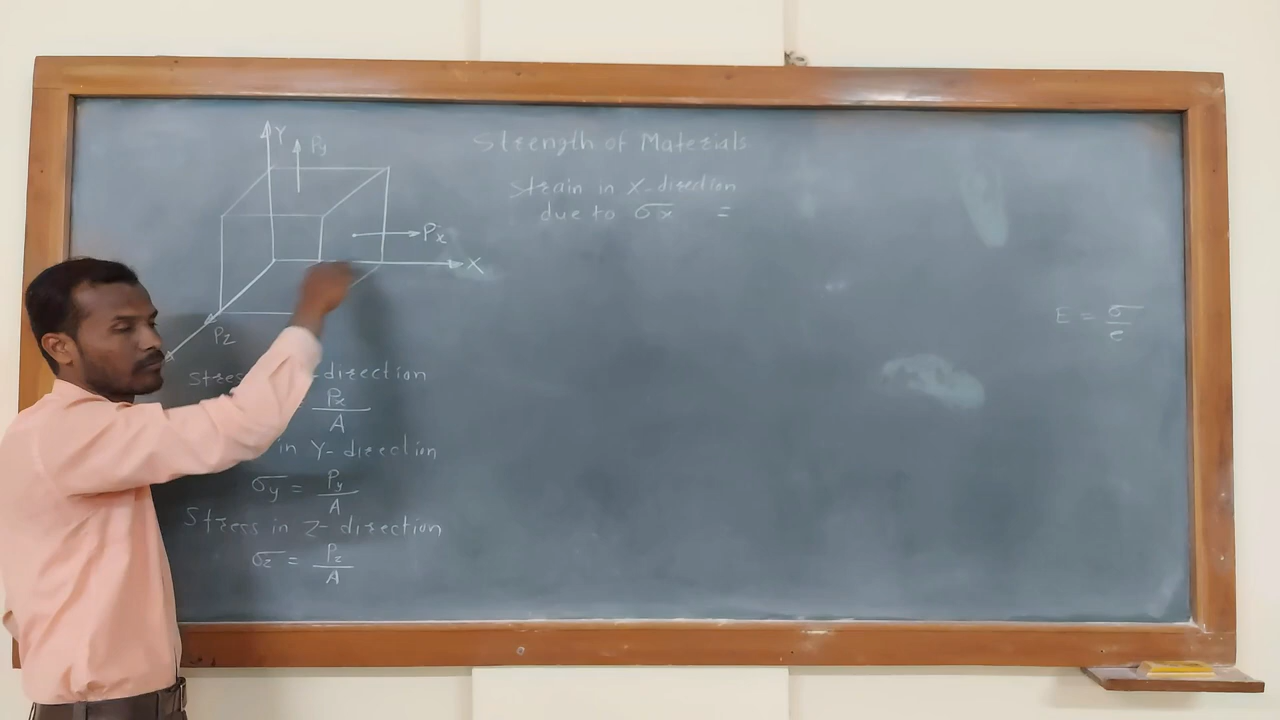 Strength of Materials
Y
Py
Px
X
Pz
Strain in X-direction
due to σx =
E = σ/e
direction
Px/A
in Y-direction
σy = Py/A
Stress in Z-direction
σz = Pz/A